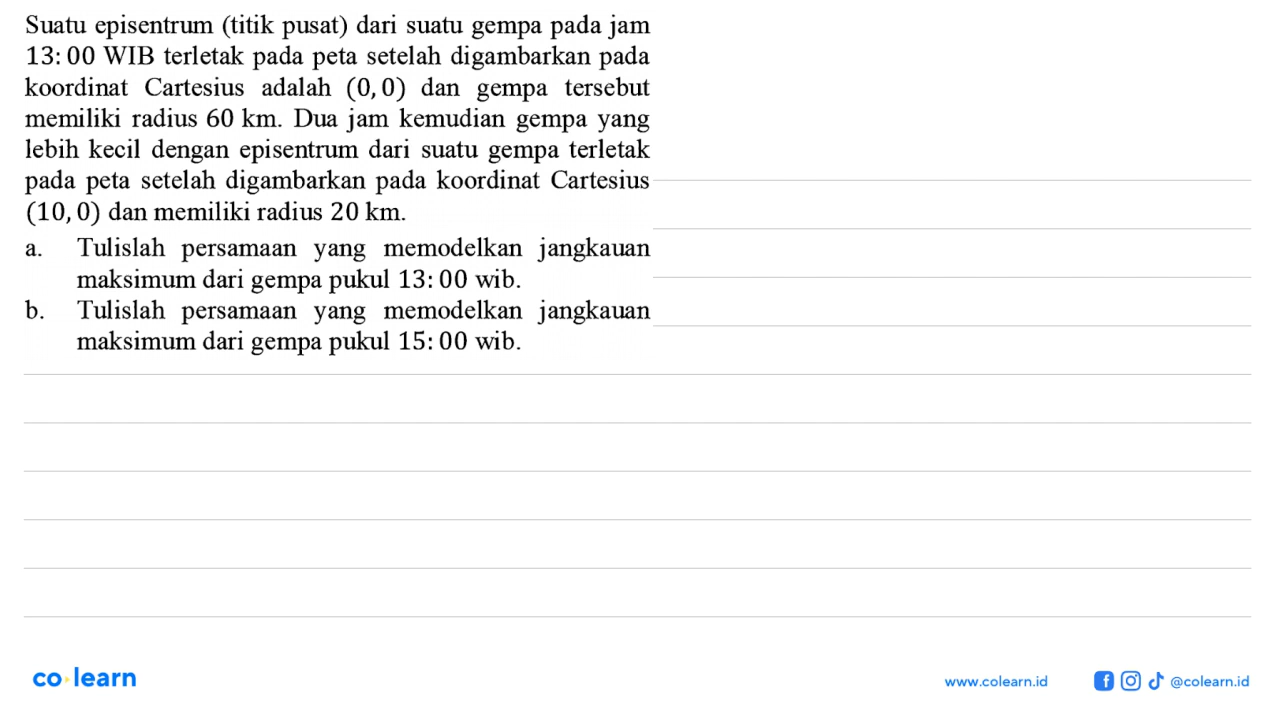 Suatu episentrum (titik pusat) dari suatu gempa pada jam
13:00 WIB terletak pada peta setelah digambarkan pada
koordinat Cartesius adalah (0,0) dan gempa tersebut
memiliki radius 60 km. Dua jam kemudian gempa yang
lebih kecil dengan episentrum dari suatu gempa terletak
pada peta setelah digambarkan pada koordinat Cartesius
(10,0) dan memiliki radius 20 km.
a. Tulislah persamaan yang memodelkan jangkauan
maksimum dari gempa pukul 13:00 wib.
b. Tulislah persamaan yang memodelkan jangkauan
maksimum dari gempa pukul 15:00 wib.
co learn
www.colearn.id
@colearn.id